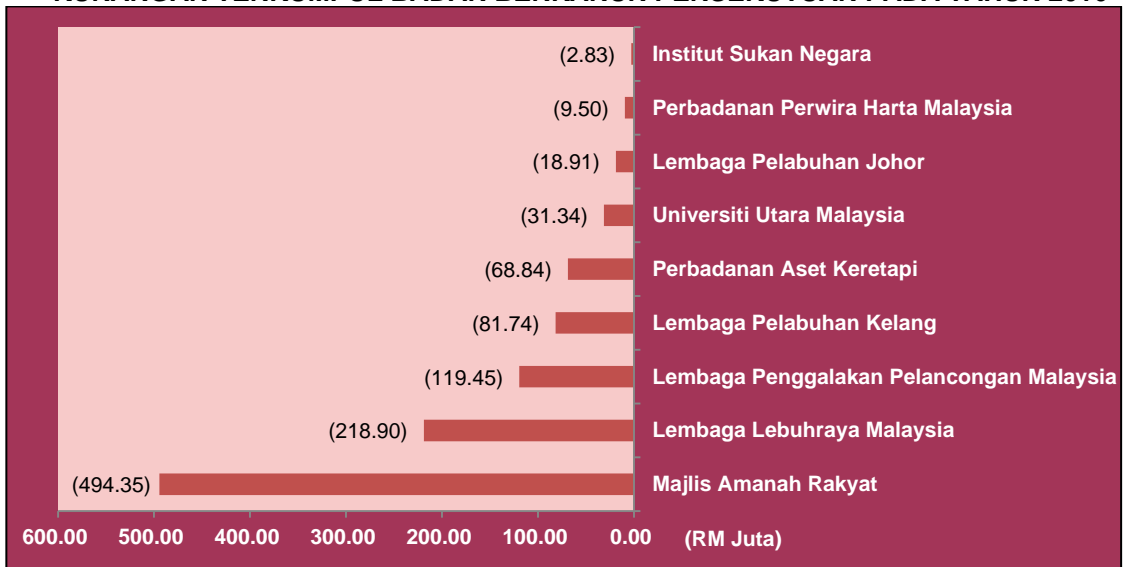 (2.83) Institut Sukan Negara
(9.50) Perbadanan Perwira Harta Malaysia
(18.91) Lembaga Pelabuhan Johor
(31.34) Universiti Utara Malaysia
(68.84) Perbadanan Aset Keretapi
(81.74) Lembaga Pelabuhan Kelang
(119.45) Lembaga Penggalakan Pelancongan Malaysia
(218.90) Lembaga Lebuhraya Malaysia
(494.35) Majlis Amanah Rakyat
600.00 500.00 400.00 300.00 200.00 100.00 0.00 (RM Juta)